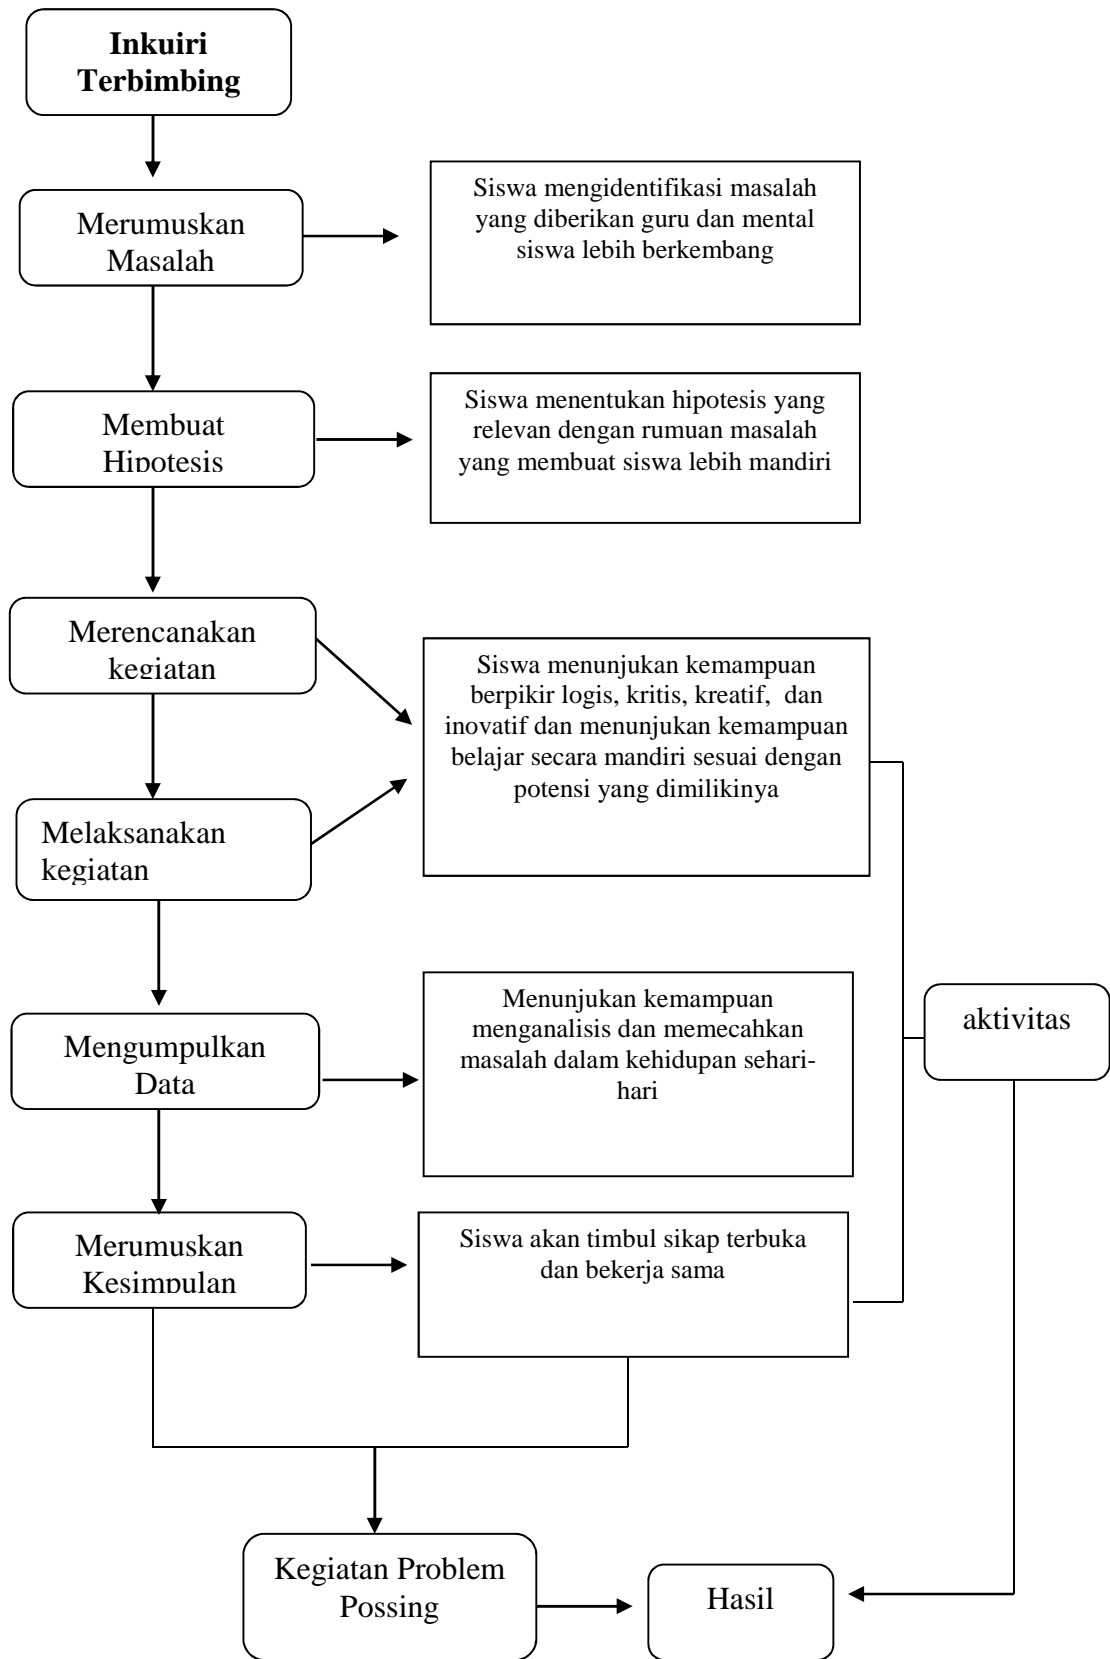 Inkuiri
Terbimbing
Merumuskan
Masalah
Siswa mengidentifikasi masalah
yang diberikan guru dan mental
siswa lebih berkembang
Membuat
Hipotesis
Siswa menentukan hipotesis yang
relevan dengan rumuan masalah
yang membuat siswa lebih mandiri
Merencanakan
kegiatan
Siswa menunjukan kemampuan
berpikir logis, kritis, kreatif, dan
inovatif dan menunjukan kemampuan
belajar secara mandiri sesuai dengan
potensi yang dimilikinya
Melaksanakan
kegiatan
Mengumpulkan
Data
Menunjukan kemampuan
menganalisis dan memecahkan
masalah dalam kehidupan sehari-
hari
aktivitas
Merumuskan
Kesimpulan
Siswa akan timbul sikap terbuka
dan bekerja sama
Kegiatan Problem
Possing
Hasil